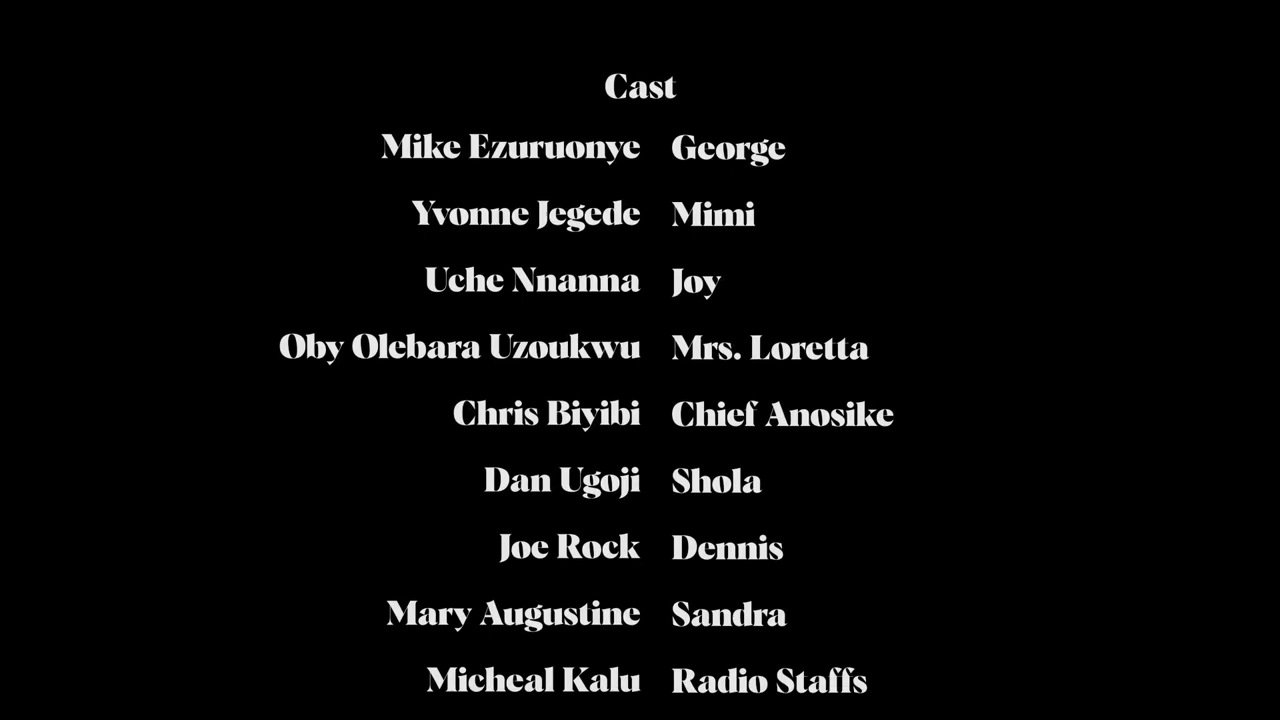 Cast
Mike Ezuruonye George
Yvonne Jegede Mimi
Uche Nnanna Joy
Oby Olebara Uzoukwu Mrs. Loretta
Chris Biyibi Chief Anosike
Dan Ugoji Shola
Joe Rock Dennis
Mary Augustine Sandra
Micheal Kalu Radio Staffs